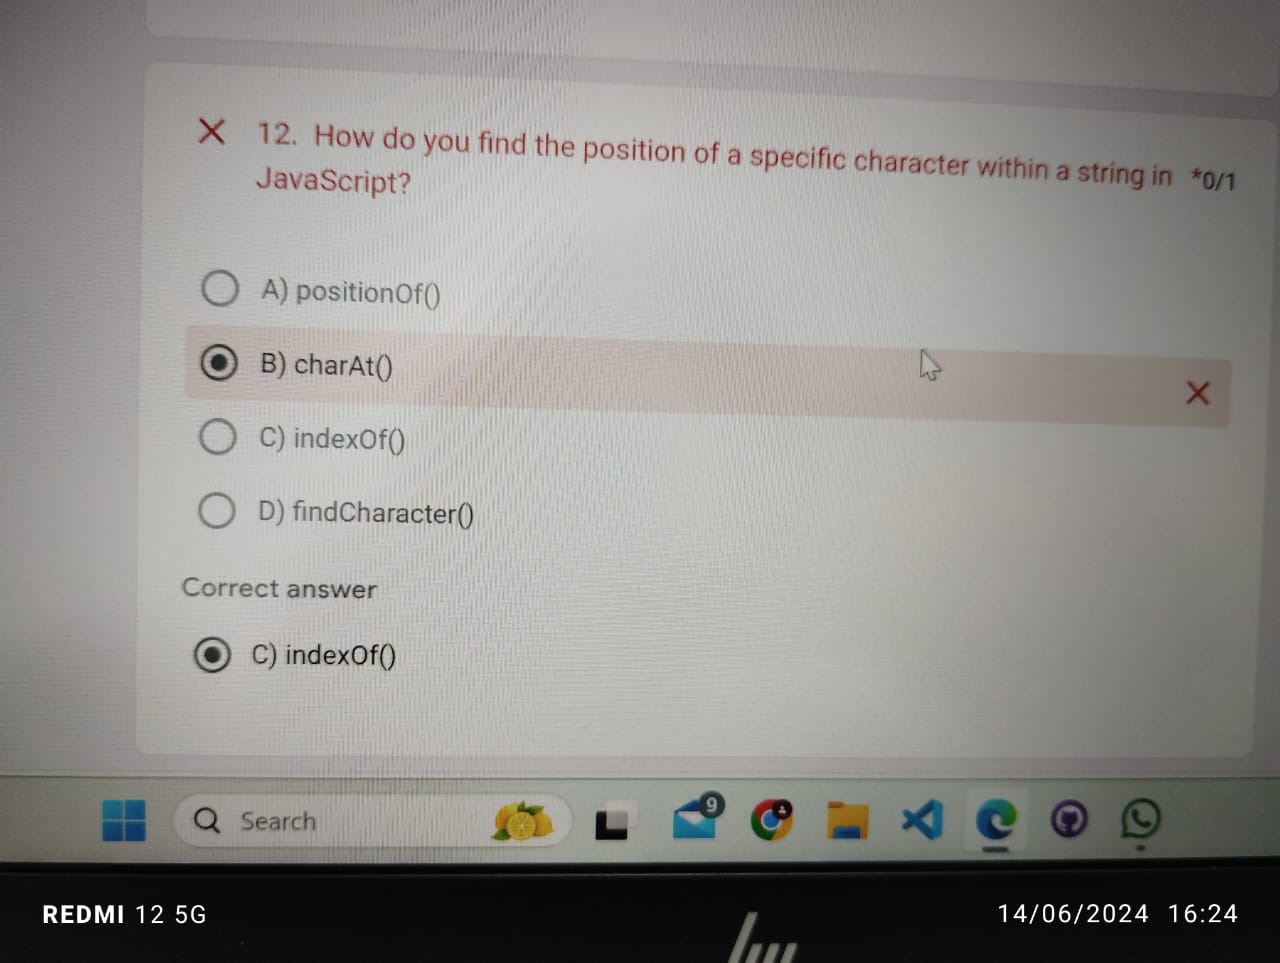 12. How do you find the position of a specific character within a string in *0/1
JavaScript?
A) positionOf()
B) charAt()
C) indexOf()
D) findCharacter()
Correct answer
C) indexOf()
Search
9
REDMI 12 5G
14/06/2024 16:24
hp